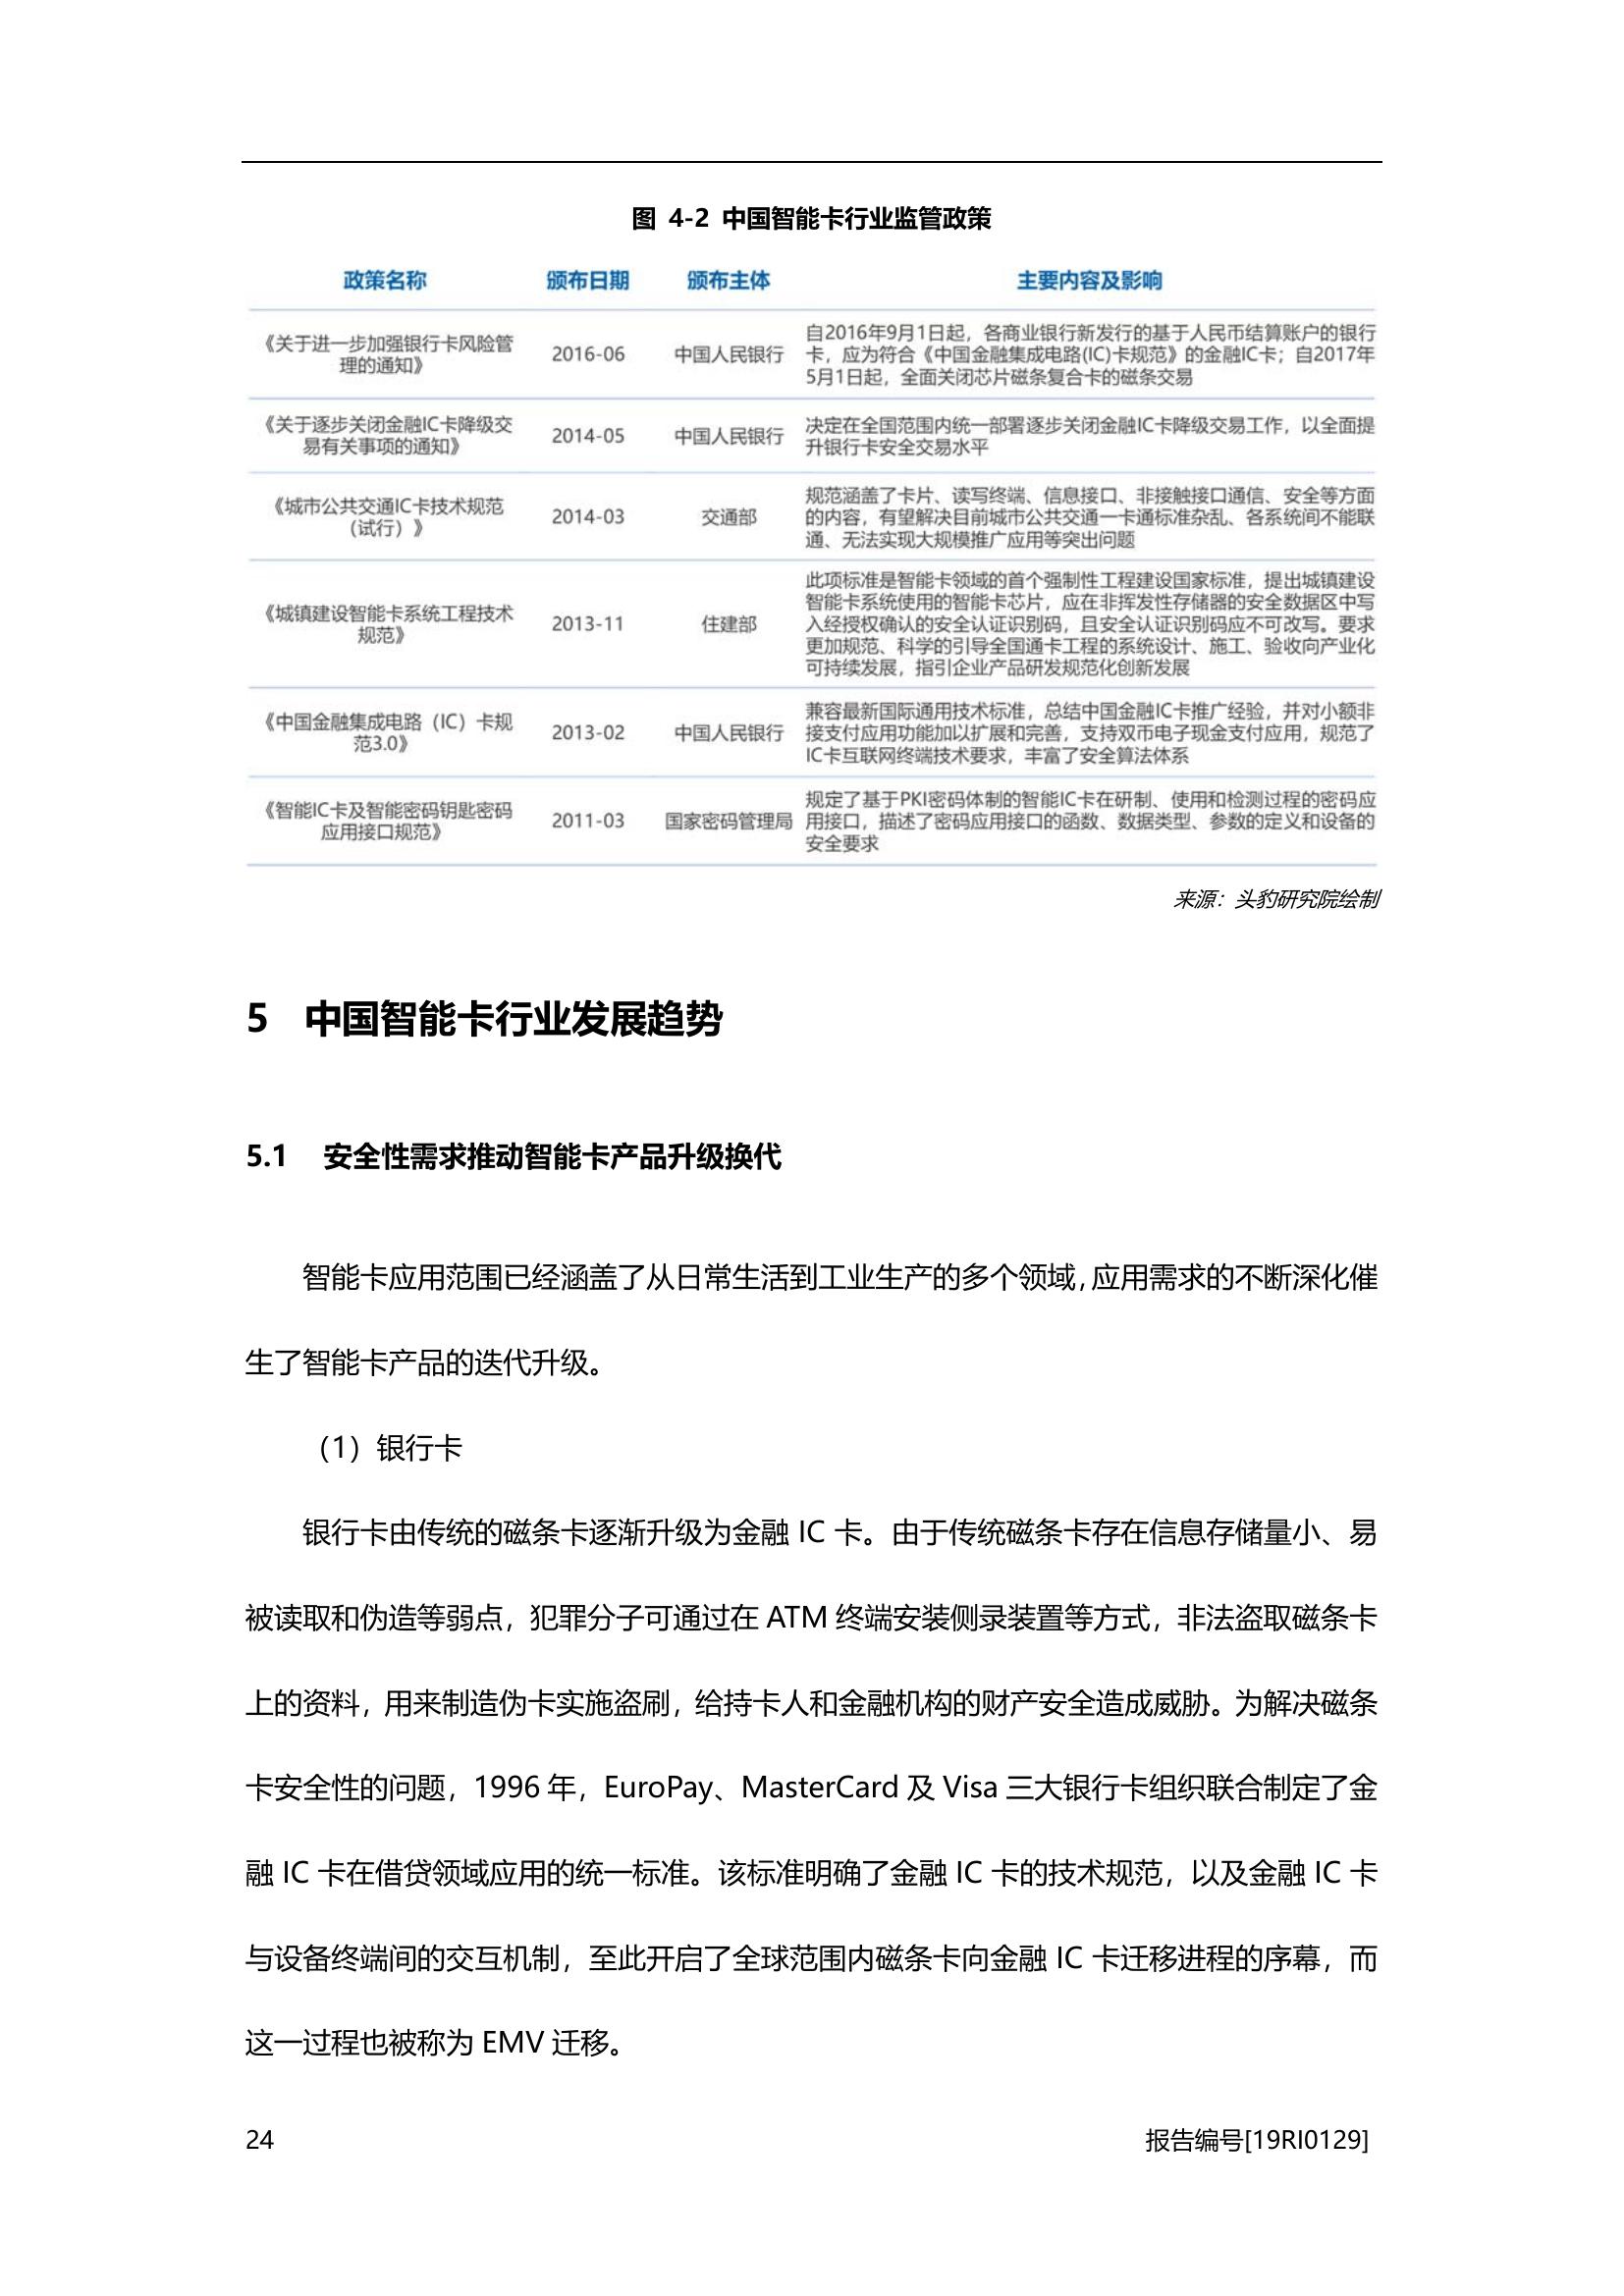 图 4-2 中国智能卡行业监管政策
政策名称 颁布日期 颁布主体 主要内容及影响
《关于进一步加强银行卡风险管
理的通知》
2016-06
中国人民银行
自2016年9月1日起，各商业银行新发行的基于人民币结算账户的银行
卡，应为符合《中国金融集成电路(IC)卡规范》的金融IC卡；自2017年
5月1日起，全面关闭芯片磁条复合卡的磁条交易
《关于逐步关闭金融IC卡降级交
易有关事项的通知》
2014-05
中国人民银行
决定在全国范围内统一部署逐步关闭金融IC卡降级交易工作，以全面提
升银行卡安全交易水平
《城市公共交通IC卡技术规范
（试行）》
2014-03
交通部
规范涵盖了卡片、读写终端、信息接口、非接触接口通信、安全等方面
的内容，有望解决目前城市公共交通一卡通标准杂乱、各系统间不能联
通、无法实现大规模推广应用等突出问题
《城镇建设智能卡系统工程技术
规范》
2013-11
住建部
此项标准是智能卡领域的首个强制性工程建设国家标准，提出城镇建设
智能卡系统使用的智能卡芯片，应在非挥发性存储器的安全数据区中写
入经授权确认的安全认证识别码，且安全认证识别码应不可改写。要求
更加规范、科学的引导全国通卡工程的系统设计、施工、验收向产业化
可持续发展，指引企业产品研发规范化创新发展
《中国金融集成电路（IC）卡规
范3.0》
2013-02
中国人民银行
兼容最新国际通用技术标准，总结中国金融IC卡推广经验，并对小额非
接支付应用功能加以扩展和完善，支持双币电子现金支付应用，规范了
IC卡互联网终端技术要求，丰富了安全算法体系
《智能IC卡及智能密码钥匙密码
应用接口规范》
2011-03
国家密码管理局
规定了基于PKI密码体制的智能IC卡在研制、使用和检测过程的密码应
用接口，描述了密码应用接口的函数、数据类型、参数的定义和设备的
安全要求
来源：头豹研究院绘制
5 中国智能卡行业发展趋势
5.1 安全性需求推动智能卡产品升级换代
智能卡应用范围已经涵盖了从日常生活到工业生产的多个领域，应用需求的不断深化催
生了智能卡产品的迭代升级。
（1）银行卡
银行卡由传统的磁条卡逐渐升级为金融 IC 卡。由于传统磁条卡存在信息存储量小、易
被读取和伪造等弱点，犯罪分子可通过在 ATM 终端安装侧录装置等方式，非法盗取磁条卡
上的资料，用来制造伪卡实施盗刷，给持卡人和金融机构的财产安全造成威胁。为解决磁条
卡安全性的问题，1996 年，EuroPay、MasterCard 及 Visa 三大银行卡组织联合制定了金
融 IC 卡在借贷领域应用的统一标准。该标准明确了金融 IC 卡的技术规范，以及金融 IC 卡
与设备终端间的交互机制，至此开启了全球范围内磁条卡向金融 IC 卡迁移进程的序幕，而
这一过程也被称为 EMV 迁移。
24 报告编号[19RI0129]